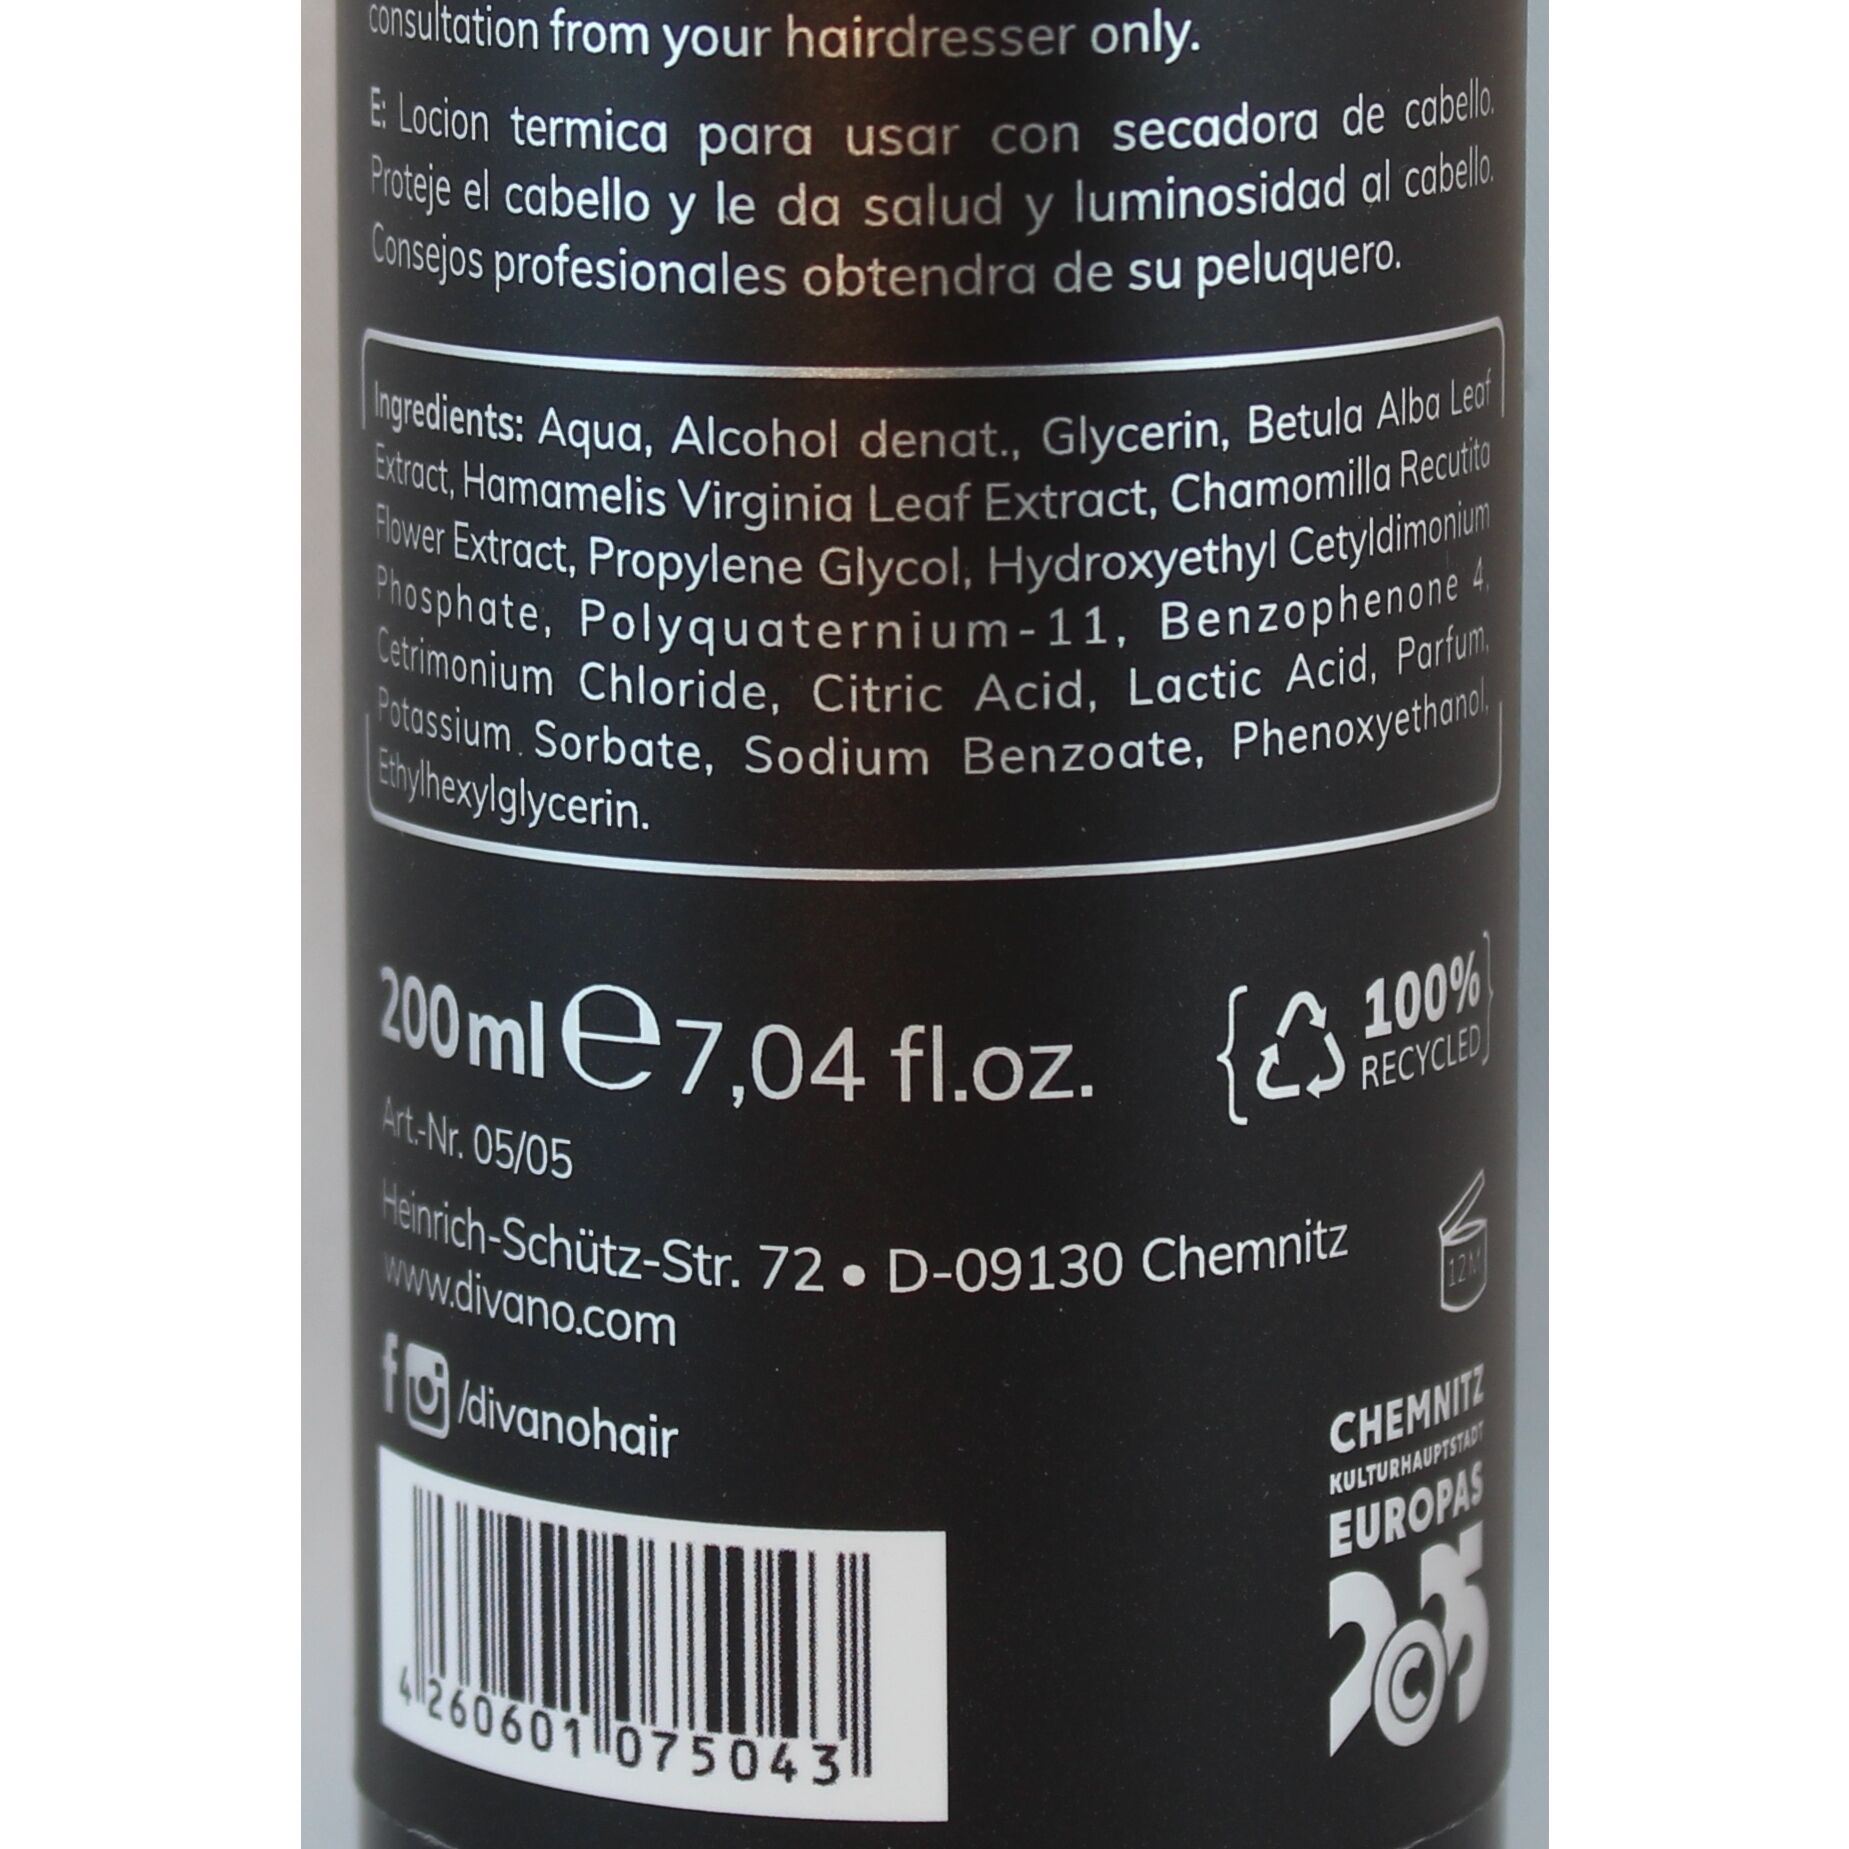 consultation from your hairdresser only.
E: Locion termica para usar con secadora de cabello.
Proteje el cabello y le da salud y luminosidad al cabello.
Consejos profesionales obtendra de su peluquero.
Ingredients: Aqua, Alcohol denat., Glycerin, Betula Alba Leaf
Extract, Hamamelis Virginia Leaf Extract, Chamomilla Recutita
Flower Extract, Propylene Glycol, Hydroxyethyl Cetyldimonium
Phosphate, Polyquaternium-11, Benzophenone 4,
Cetrimonium Chloride, Citric Acid, Lactic Acid, Parfum,
Potassium Sorbate, Sodium Benzoate, Phenoxyethanol,
Ethylhexylglycerin.
200 ml e 7,04 fl.oz.
100%
RECYCLED
Art.-Nr. 05/05
Heinrich-Schütz-Str. 72 • D-09130 Chemnitz
www.divano.com
12M
/divanohair
CHEMNITZ
KULTURHAUPTSTADT
EUROPAS
2025
4 260601 075043